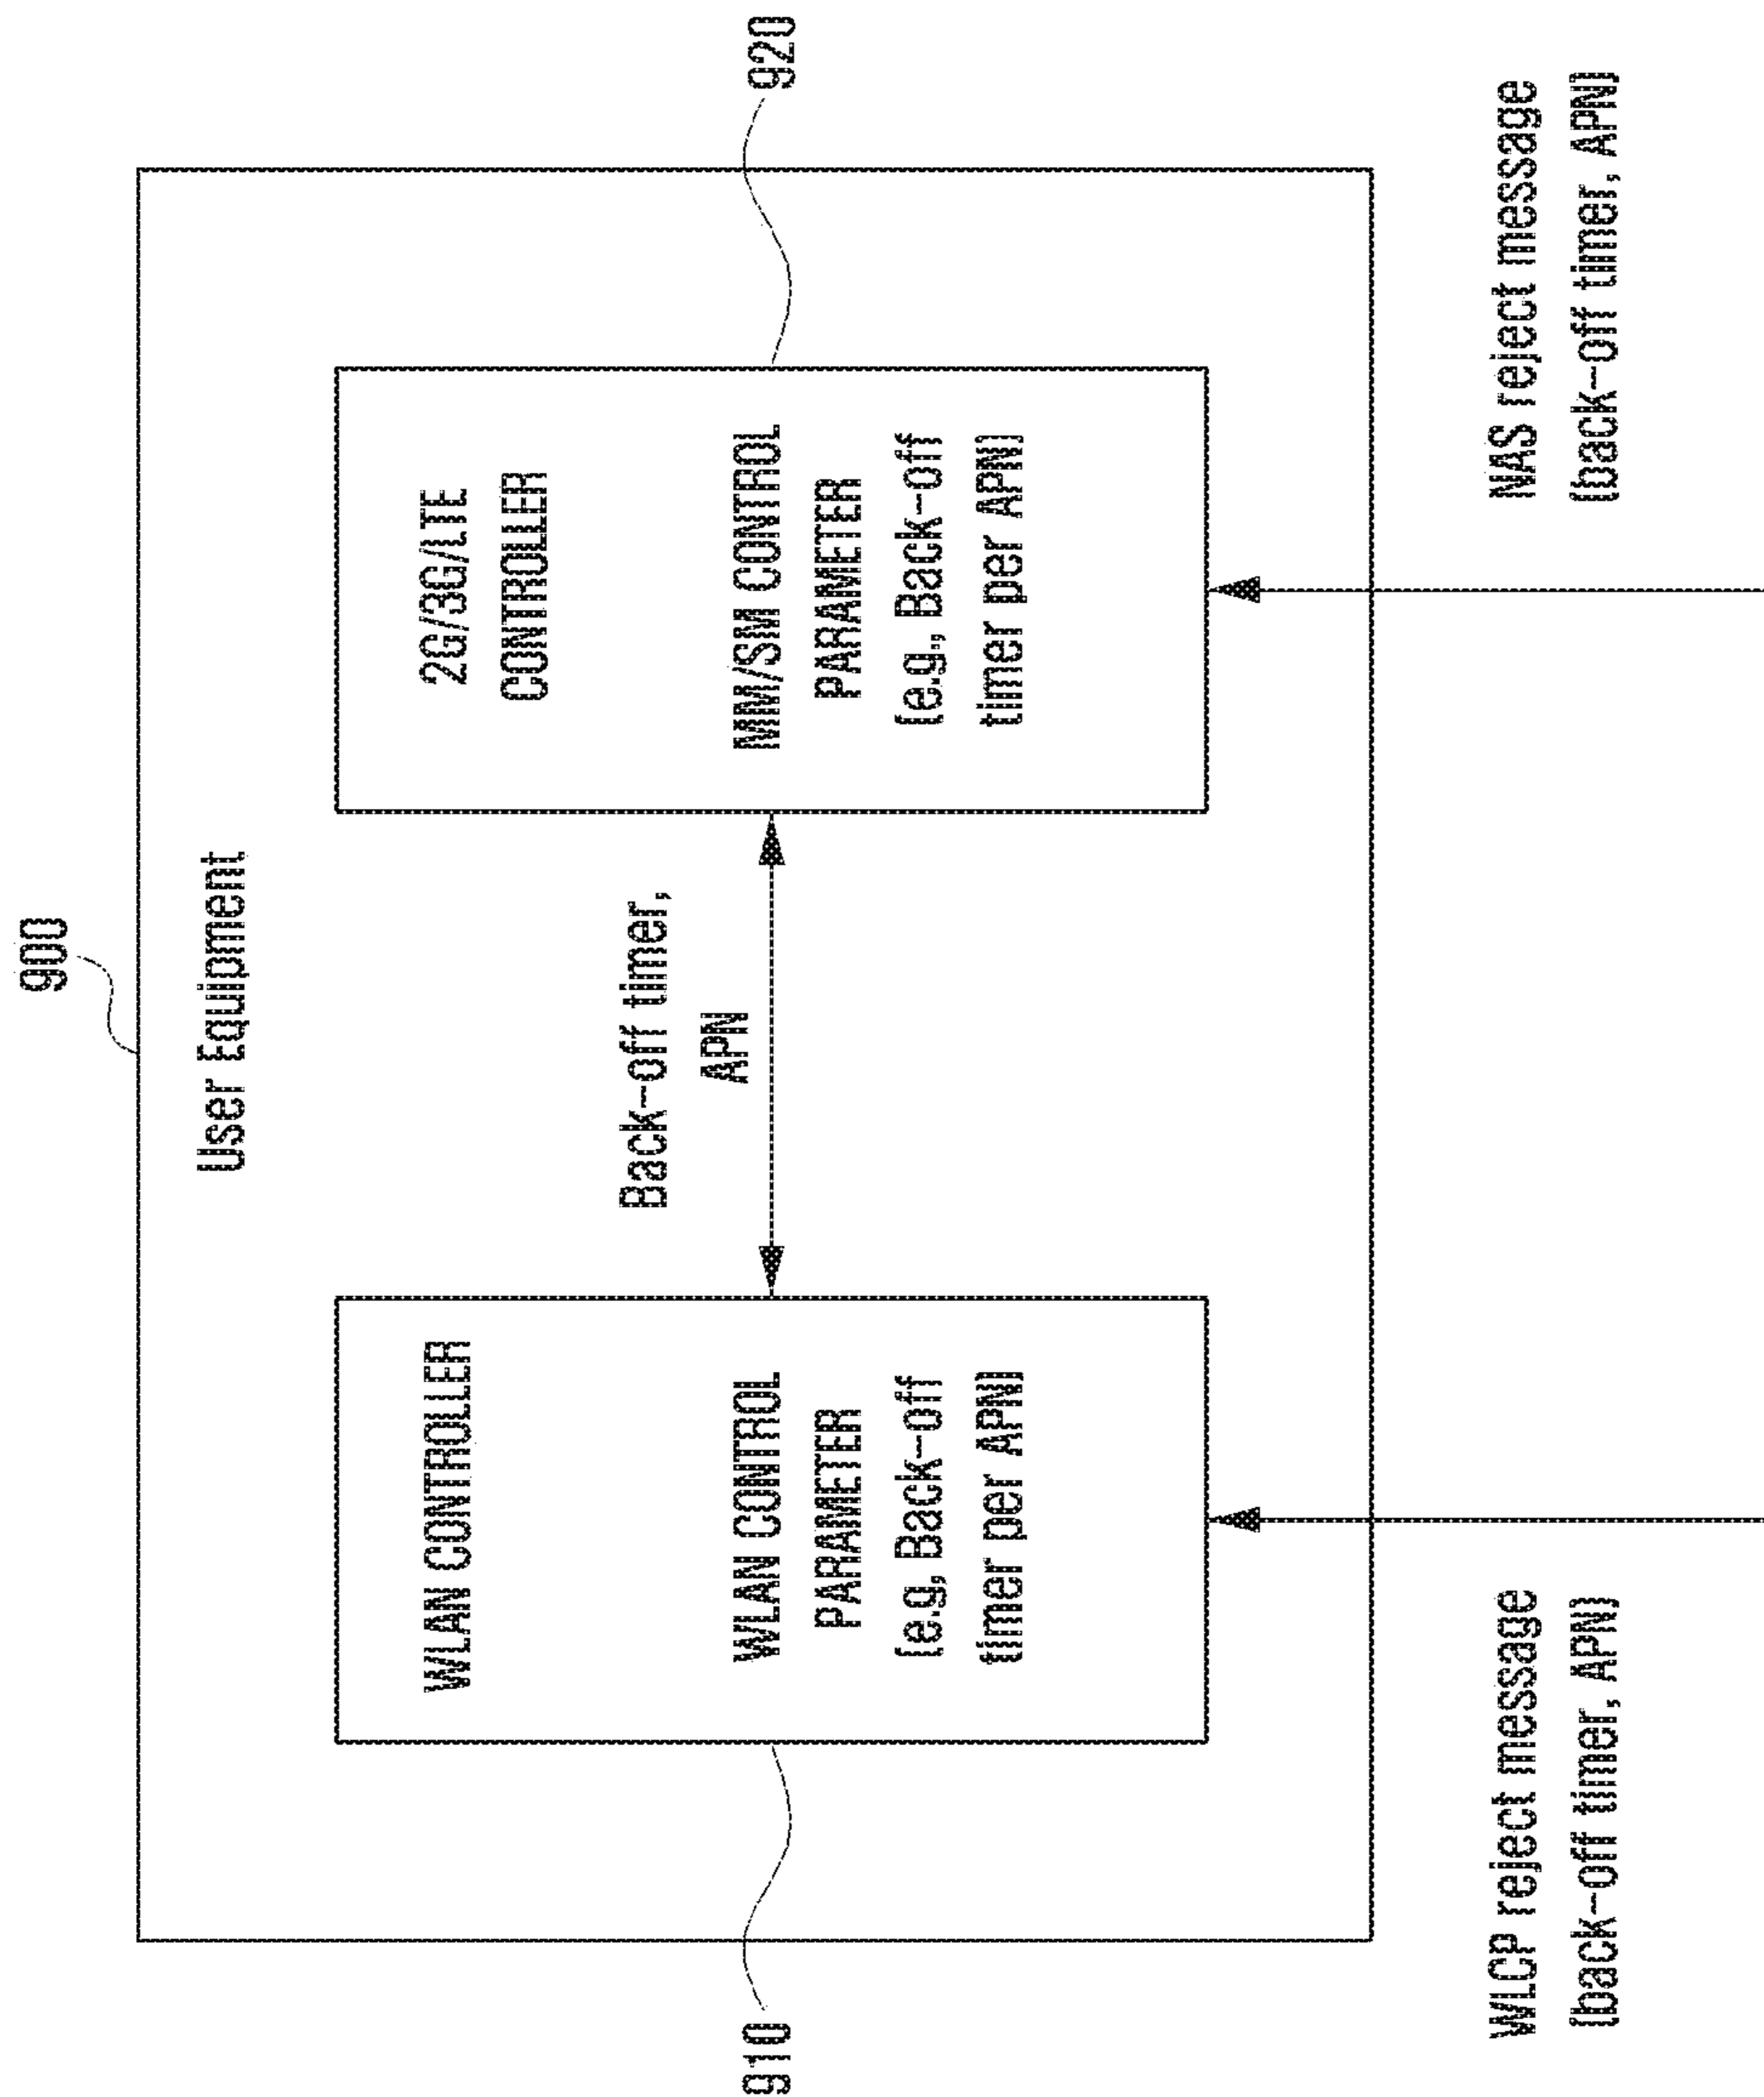 900
User Equipment
910
WLAN CONTROLLER
WLAN CONTROL
PARAMETER
(e.g, Back-off
timer per APN)
Back-off timer,
APN
920
2G/3G/LTE
CONTROLLER
MM/SM CONTROL
PARAMETER
(e.g., Back-off
timer per APN)
WLCP reject message
(back-off timer, APN)
NAS reject message
(back-off timer, APN)